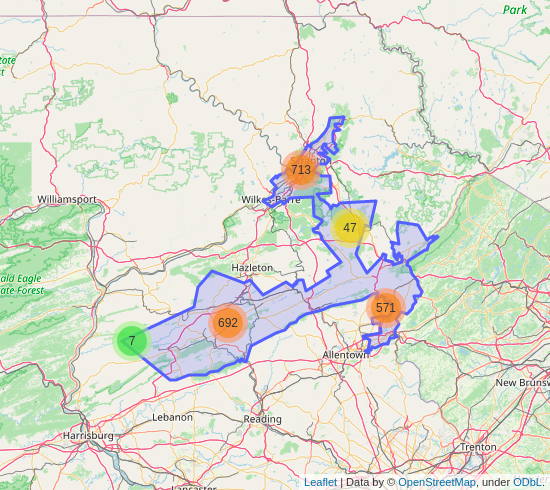 Park
tate
st
713
Williamsport
Wilkes-Barre
47
Hazleton
ald Eagle
ate Forest
571
692
7
Allentown
New Brunsw
Lebanon
Reading
Harrisburg
Trenton
Lancaster
Leaflet | Data by © OpenStreetMap, under ODbL.